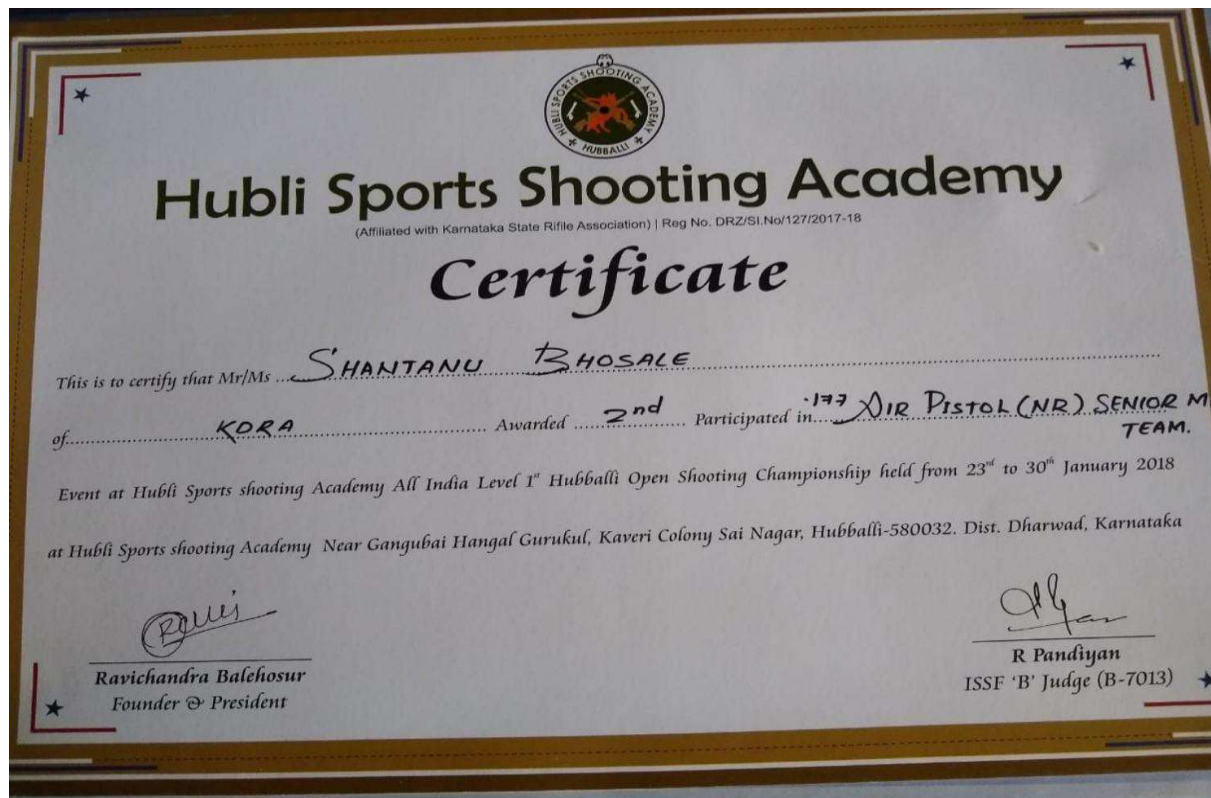 HUBLI SPORTS SHOOTING ACADEMY
HUBBALLI
Hubli Sports Shooting Academy
(Affiliated with Karnataka State Rifile Association) | Reg No. DRZ/SI.No/127/2017-18
Certificate
This is to certify that Mr/Ms SHANTANU BHOSALE
of KDRA Awarded 2nd Participated in .177 AIR PISTOL (NR) SENIOR M
TEAM.
Event at Hubli Sports shooting Academy All India Level 1st Hubballi Open Shooting Championship held from 23rd to 30th January 2018
at Hubli Sports shooting Academy Near Gangubai Hangal Gurukul, Kaveri Colony Sai Nagar, Hubballi-580032. Dist. Dharwad, Karnataka
Ravichandra Balehosur
Founder & President
R Pandiyan
ISSF 'B' Judge (B-7013)